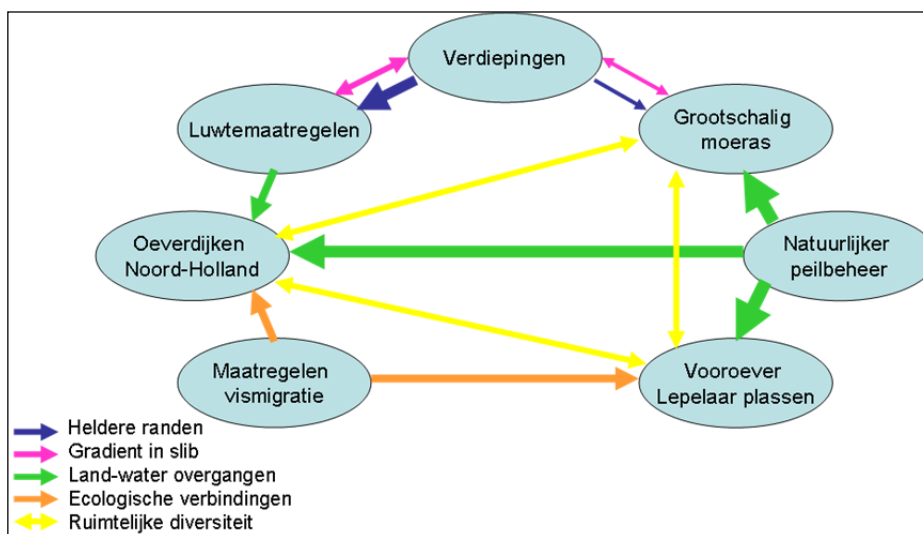 Verdiepingen
Luwtemaatregelen
Grootschalig
moeras
Oeverdijken
Noord-Holland
Natuurlijker
peilbeheer
Maatregelen
vismigratie
Vooroever
Lepelaar plassen
Heldere randen
Gradient in slib
Land-water overgangen
Ecologische verbindingen
Ruimtelijke diversiteit